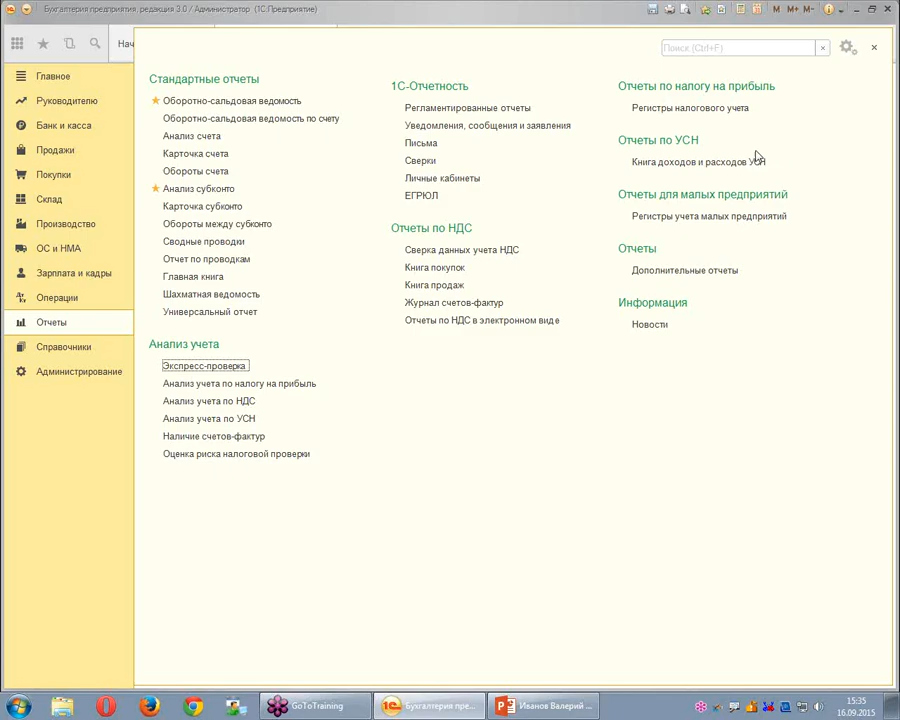 Бухгалтерия предприятия, редакция 3.0 / Администратор (1С:Предприятие)
M M+ M-
Нач
Поиск (Ctrl+F)
Главное
Руководителю
Банк и касса
Продажи
Покупки
Склад
Производство
ОС и НМА
Зарплата и кадры
Операции
Отчеты
Справочники
Администрирование
Стандартные отчеты
Оборотно-сальдовая ведомость
Оборотно-сальдовая ведомость по счету
Анализ счета
Карточка счета
Обороты счета
Анализ субконто
Карточка субконто
Обороты между субконто
Сводные проводки
Отчет по проводкам
Главная книга
Шахматная ведомость
Универсальный отчет
Анализ учета
Экспресс-проверка
Анализ учета по налогу на прибыль
Анализ учета по НДС
Анализ учета по УСН
Наличие счетов-фактур
Оценка риска налоговой проверки
1С-Отчетность
Регламентированные отчеты
Уведомления, сообщения и заявления
Письма
Сверки
Личные кабинеты
ЕГРЮЛ
Отчеты по НДС
Сверка данных учета НДС
Книга покупок
Книга продаж
Журнал счетов-фактур
Отчеты по НДС в электронном виде
Отчеты по налогу на прибыль
Регистры налогового учета
Отчеты по УСН
Книга доходов и расходов УСН
Отчеты для малых предприятий
Регистры учета малых предприятий
Отчеты
Дополнительные отчеты
Информация
Новости
GoToTraining
Бухгалтерия пре...
Иванов Валерий ...
15:35
16.09.2015